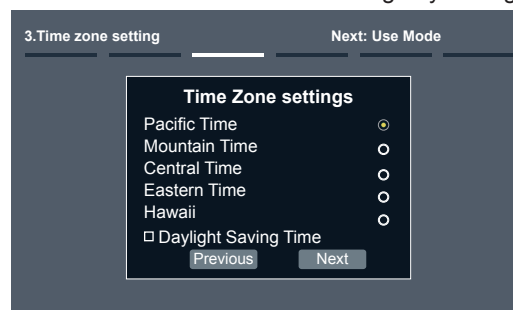 3.Time zone setting Next: Use Mode
Time Zone settings
Pacific Time
Mountain Time
Central Time
Eastern Time
Hawaii
Daylight Saving Time
Previous Next